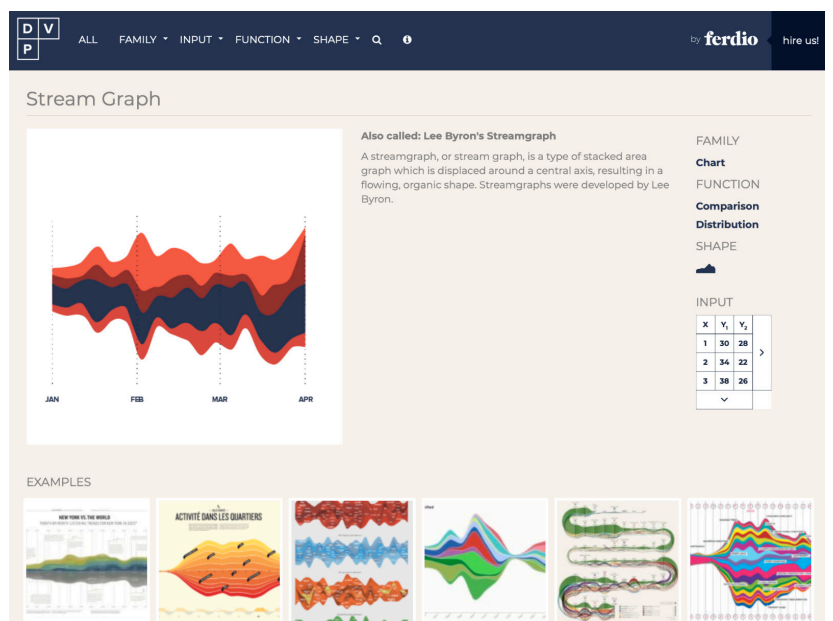 D V
P
ALL FAMILY INPUT FUNCTION SHAPE
by ferdio
hire us!
Stream Graph
Also called: Lee Byron's Streamgraph
A streamgraph, or stream graph, is a type of stacked area
graph which is displaced around a central axis, resulting in a
flowing, organic shape. Streamgraphs were developed by Lee
Byron.
JAN FEB MAR APR
FAMILY
Chart
FUNCTION
Comparison
Distribution
SHAPE
INPUT
X Y₁ Y₂
1 30 28
2 34 22
3 38 26
EXAMPLES
NEW YORK VS. THE WORLD
ACTIVITÉ DANS LES QUARTIERS